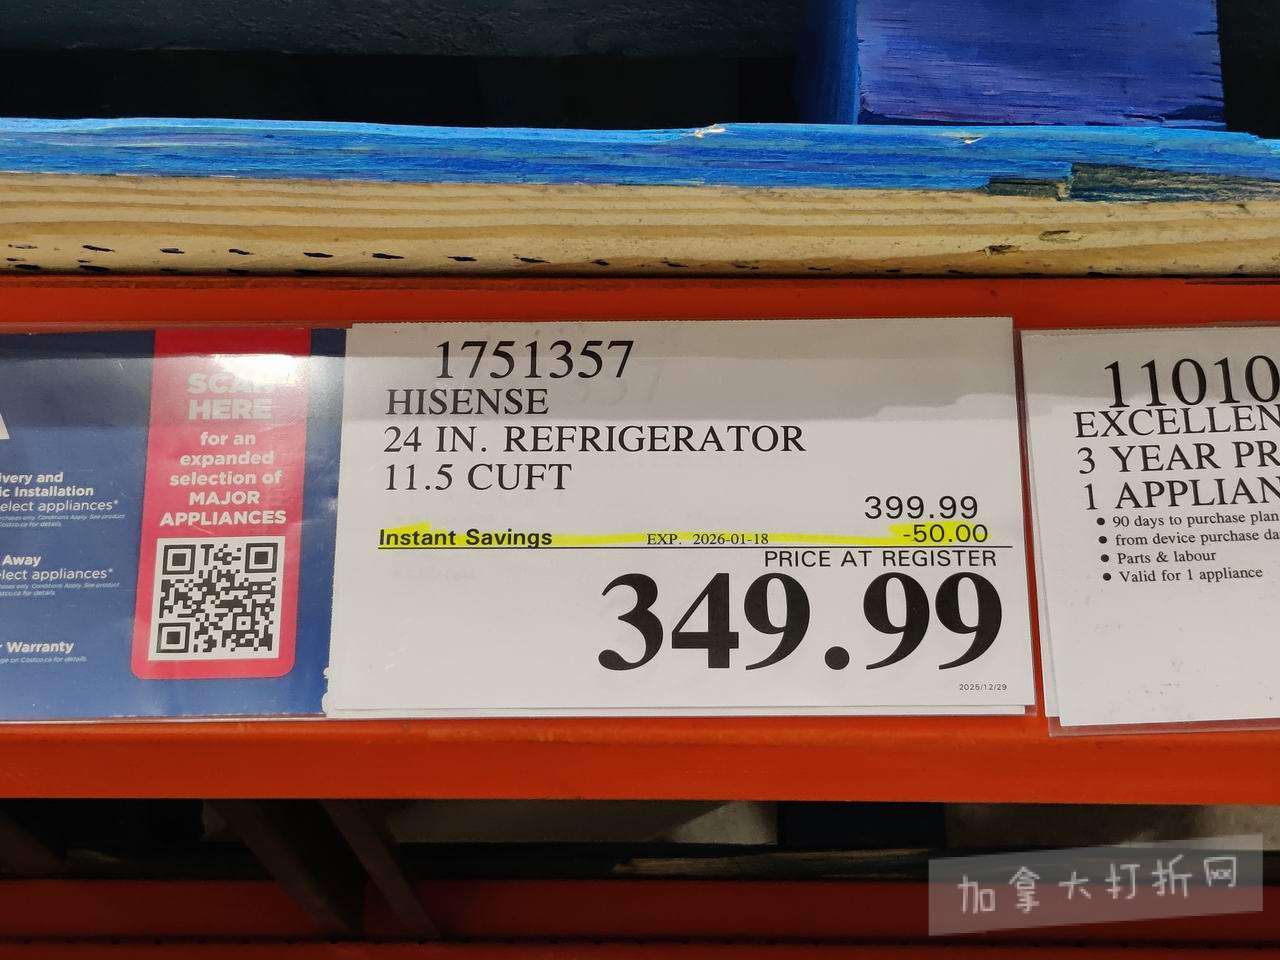 SCAN
HERE
for an
expanded
selection of
MAJOR
APPLIANCES
ivery and
ic Installation
elect appliances*
Away
elect appliances*
r Warranty
1751357
HISENSE
24 IN. REFRIGERATOR
11.5 CUFT
399.99
Instant Savings EXP. 2026-01-18 -50.00
PRICE AT REGISTER
349.99
2025/12/29
11010
EXCELLEN
3 YEAR PR
1 APPLIAN
• 90 days to purchase plan
• from device purchase da
• Parts & labour
• Valid for 1 appliance
加拿大打折网